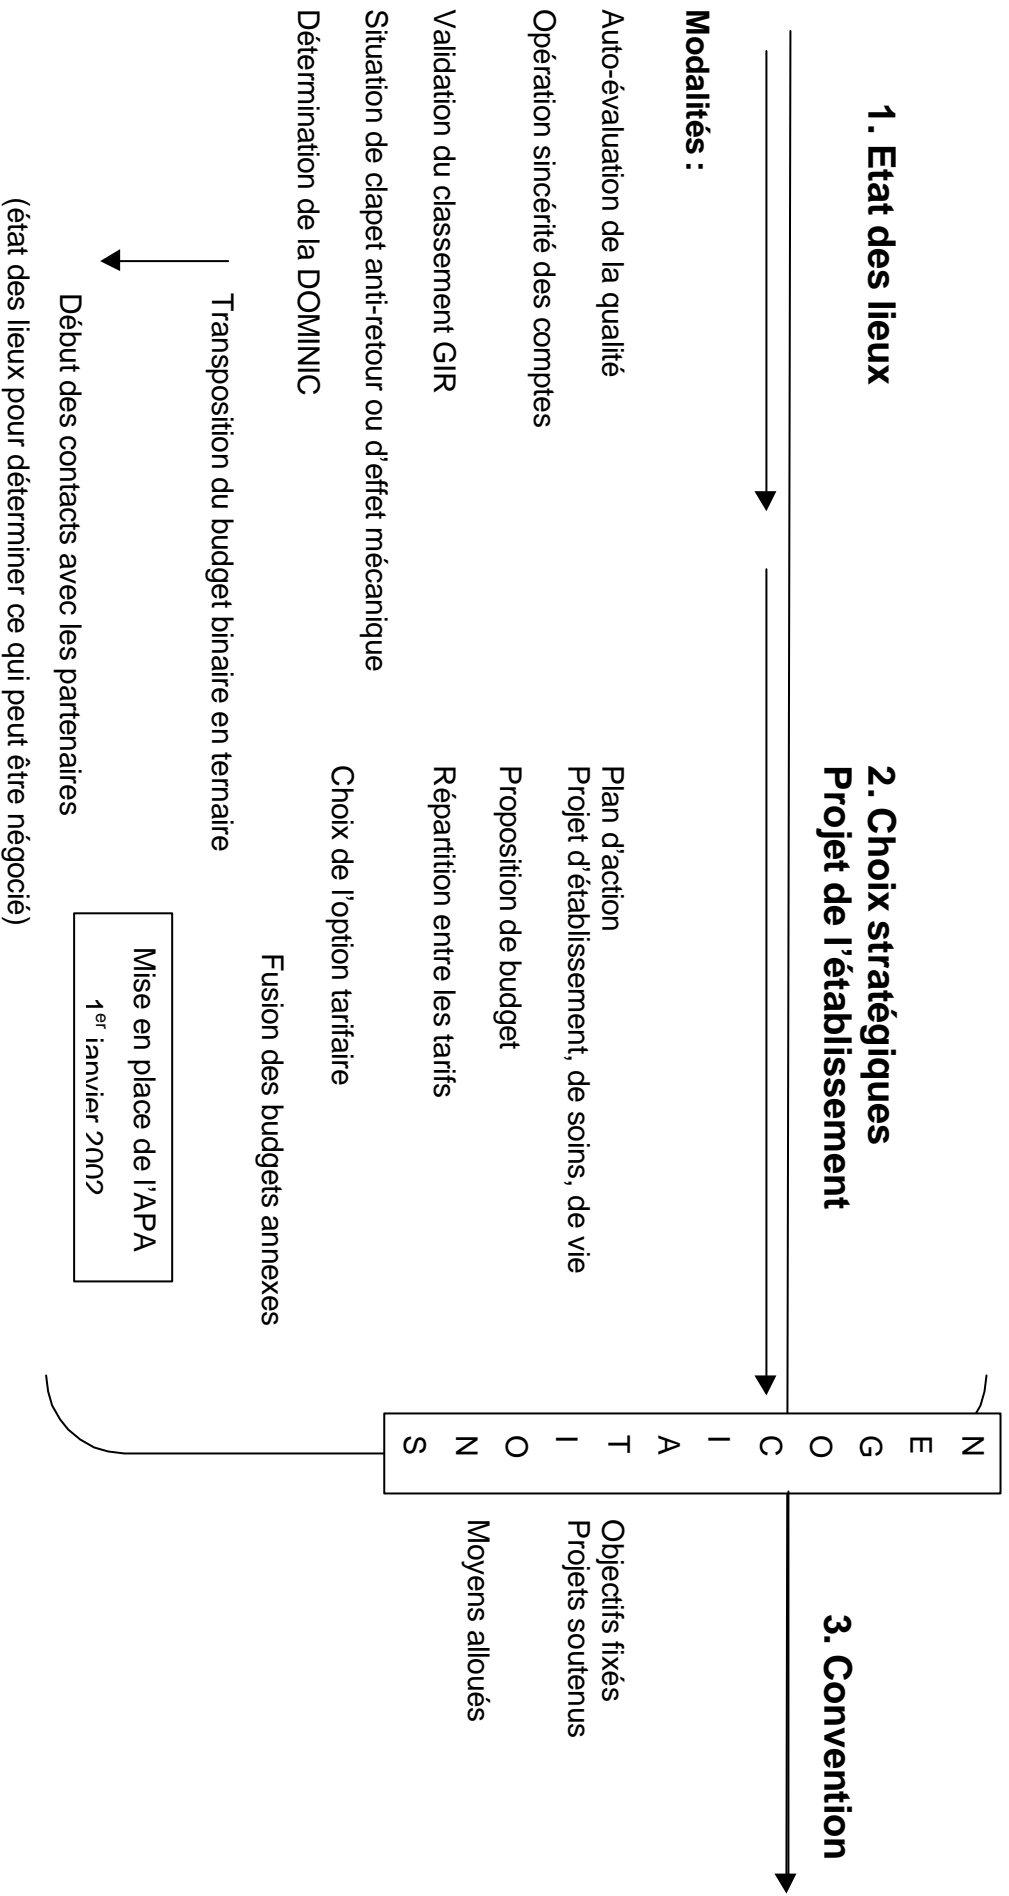 1. Etat des lieux
Modalités :
Auto-évaluation de la qualité
Opération sincérité des comptes
Validation du classement GIR
Situation de clapet anti-retour ou d'effet mécanique
Détermination de la DOMINIC
Transposition du budget binaire en ternaire
Début des contacts avec les partenaires
(état des lieux pour déterminer ce qui peut être négocié)
2. Choix stratégiques
Projet de l'établissement
Plan d'action
Projet d'établissement, de soins, de vie
Proposition de budget
Répartition entre les tarifs
Choix de l'option tarifaire
Fusion des budgets annexes
Mise en place de l'APA
1er janvier 2002
N
E
G
O
C
I
A
T
I
O
N
S
3. Convention
Objectifs fixés
Projets soutenus
Moyens alloués